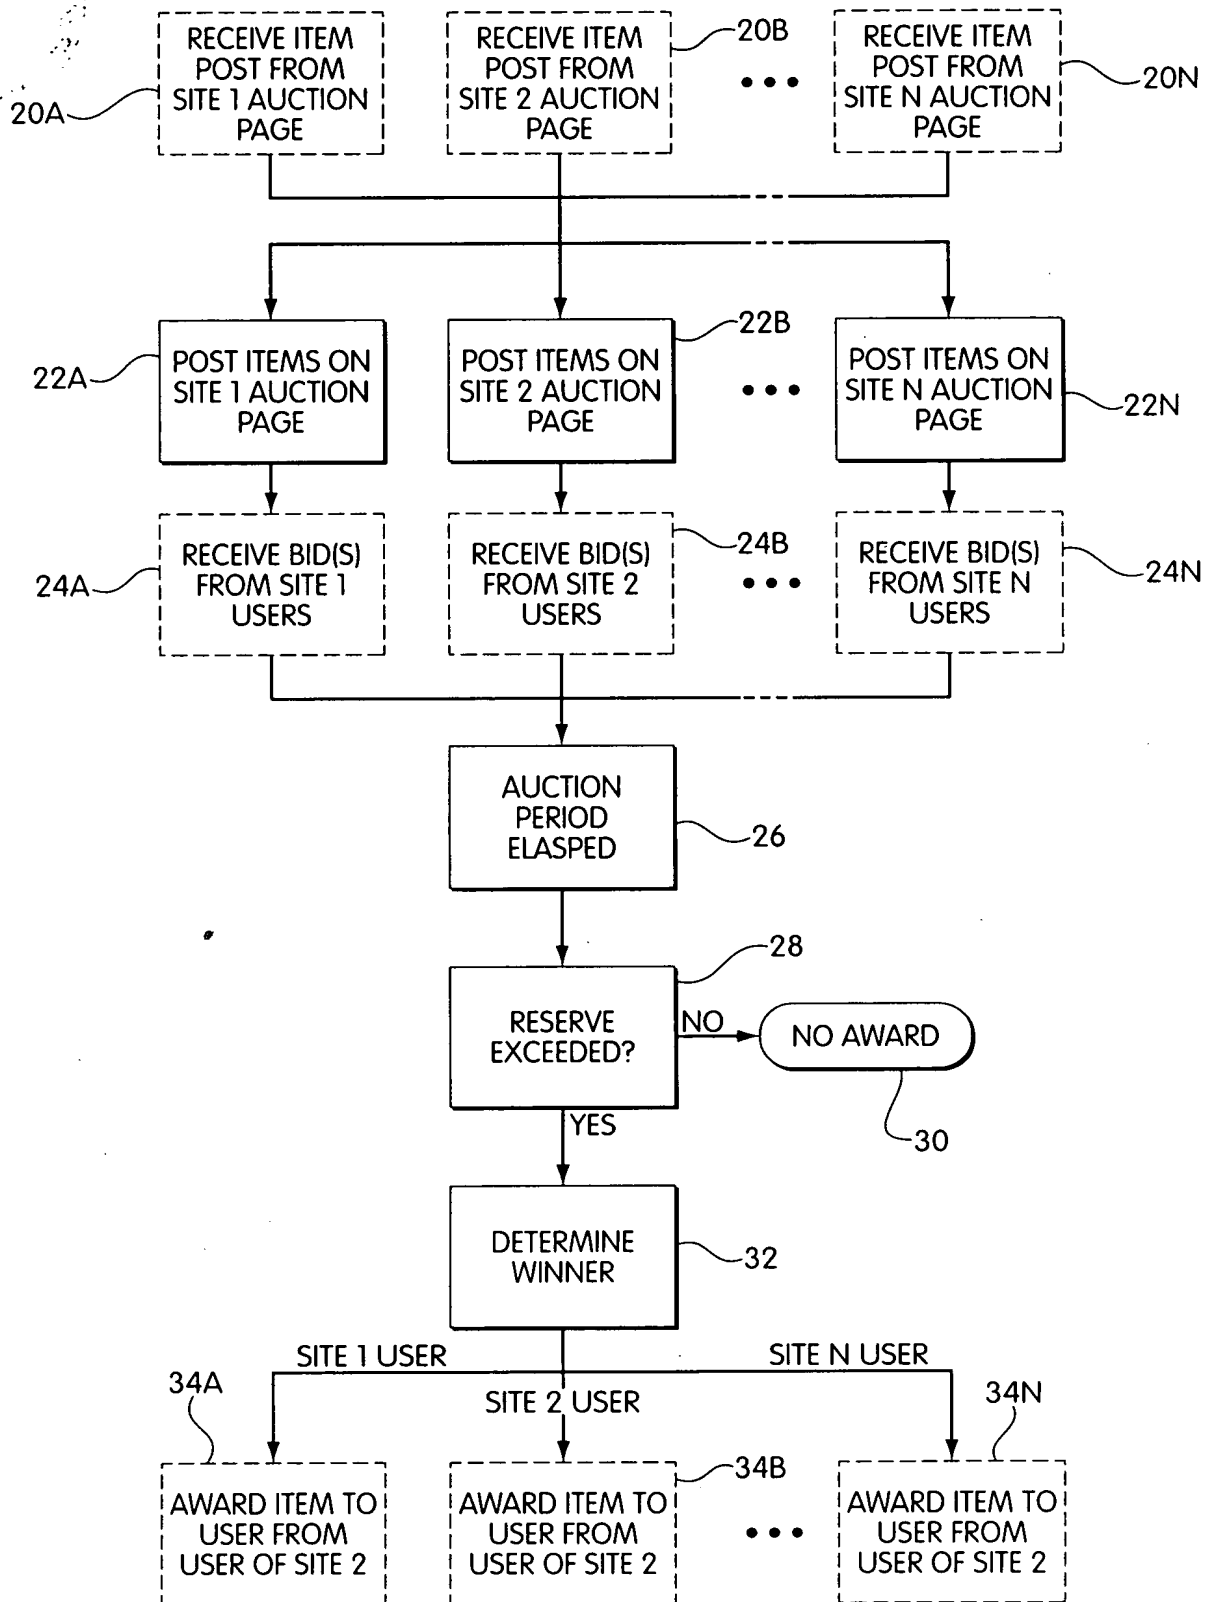 RECEIVE ITEM
POST FROM
SITE 1 AUCTION
PAGE
20A
RECEIVE ITEM
POST FROM
SITE 2 AUCTION
PAGE
20B
RECEIVE ITEM
POST FROM
SITE N AUCTION
PAGE
20N
POST ITEMS ON
SITE 1 AUCTION
PAGE
22A
POST ITEMS ON
SITE 2 AUCTION
PAGE
22B
POST ITEMS ON
SITE N AUCTION
PAGE
22N
RECEIVE BID(S)
FROM SITE 1
USERS
24A
RECEIVE BID(S)
FROM SITE 2
USERS
24B
RECEIVE BID(S)
FROM SITE N
USERS
24N
AUCTION
PERIOD
ELASPED
26
RESERVE
EXCEEDED?
28
NO
NO AWARD
30
YES
DETERMINE
WINNER
32
SITE 1 USER
SITE 2 USER
SITE N USER
34A
AWARD ITEM TO
USER FROM
USER OF SITE 2
34B
AWARD ITEM TO
USER FROM
USER OF SITE 2
34N
AWARD ITEM TO
USER FROM
USER OF SITE 2